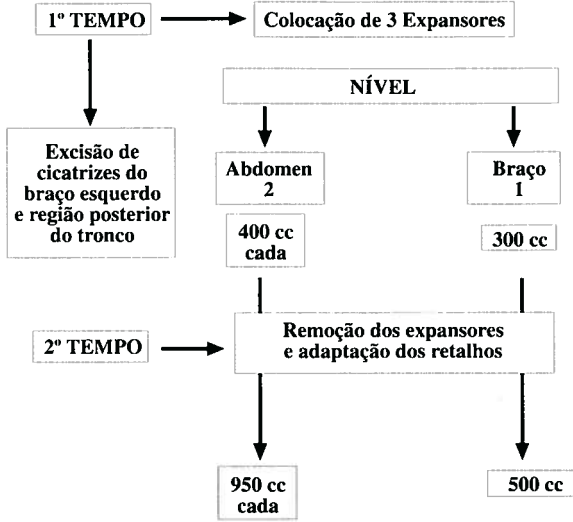 1º TEMPO
Colocação de 3 Expansores
NÍVEL
Excisão de
cicatrizes do
braço esquerdo
e região posterior
do tronco
Abdomen
2
Braço
1
400 cc
cada
300 cc
2º TEMPO
Remoção dos expansores
e adaptação dos retalhos
950 cc
cada
500 cc